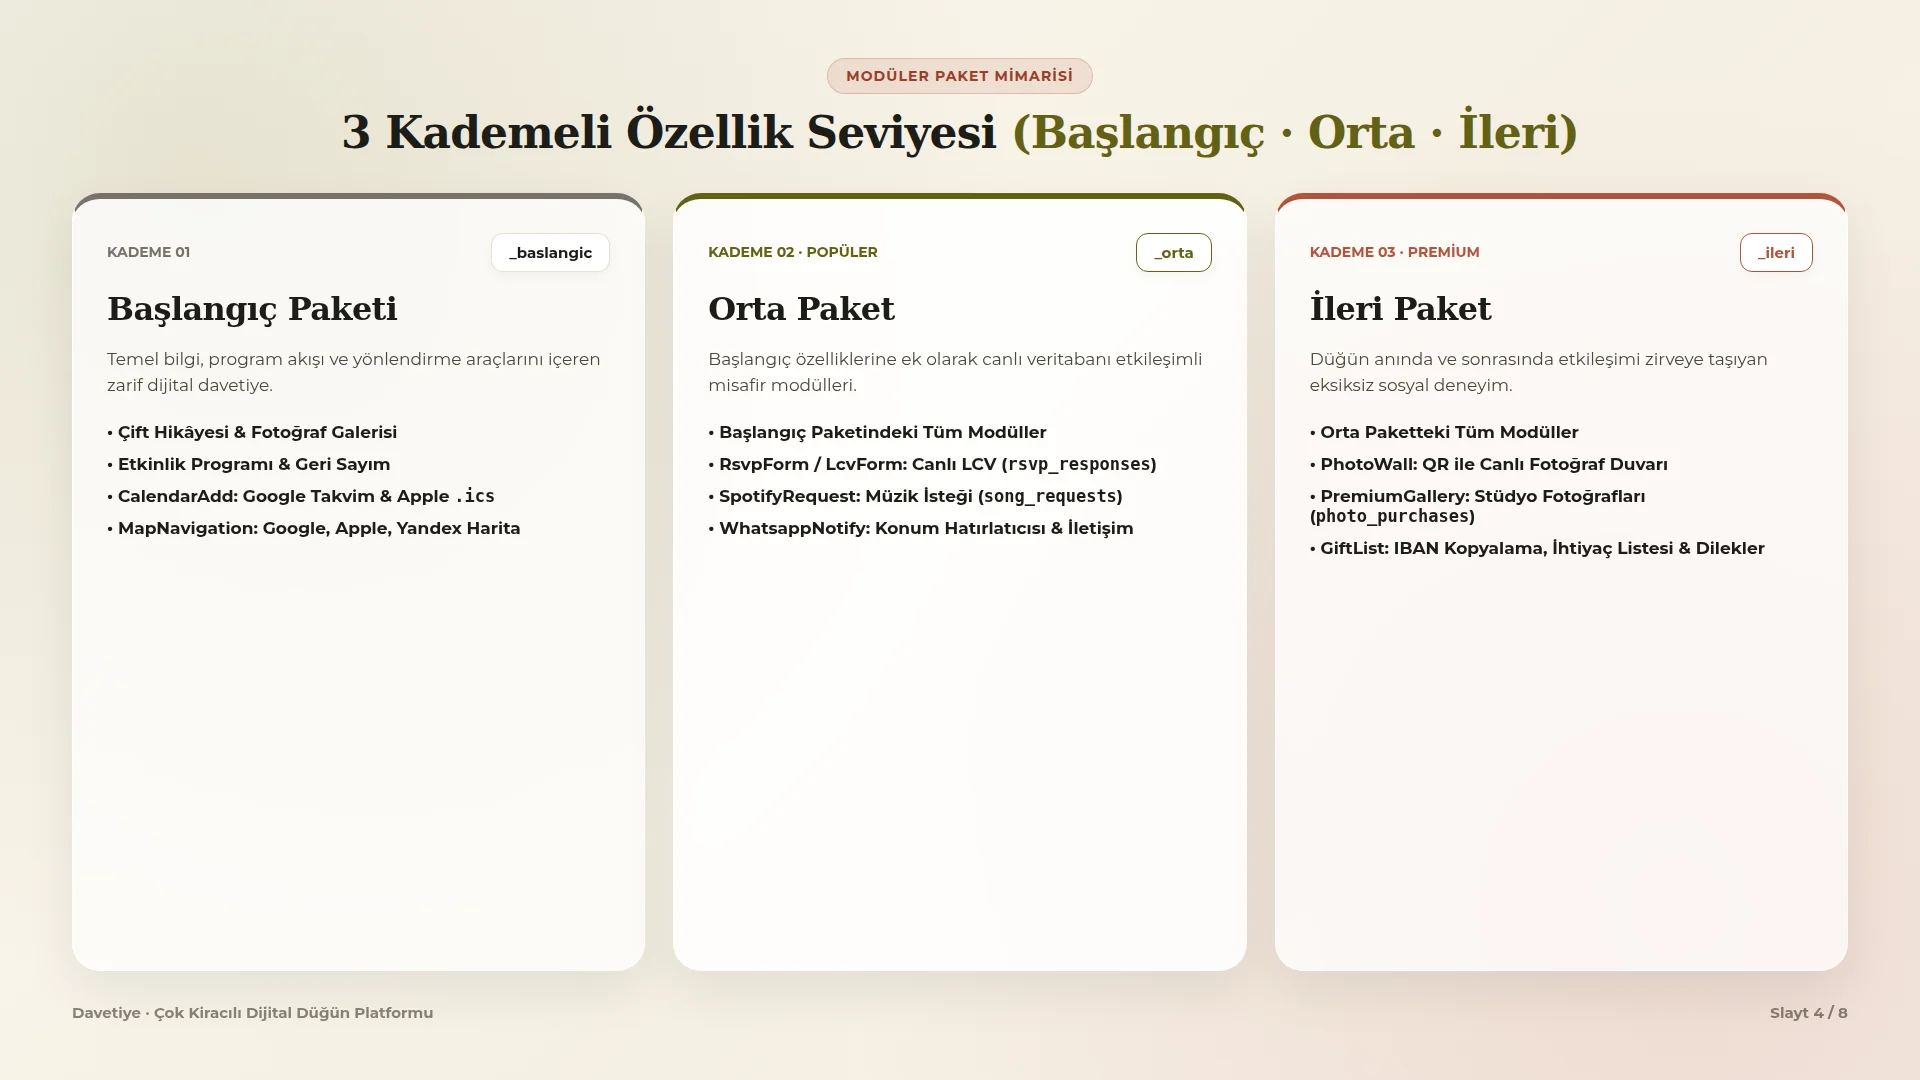 MODÜLER PAKET MİMARİSİ
3 Kademeli Özellik Seviyesi (Başlangıç · Orta · İleri)
KADEME 01
_baslangic
Başlangıç Paketi
Temel bilgi, program akışı ve yönlendirme araçlarını içeren
zarif dijital davetiye.
• Çift Hikâyesi & Fotoğraf Galerisi
• Etkinlik Programı & Geri Sayım
• CalendarAdd: Google Takvim & Apple .ics
• MapNavigation: Google, Apple, Yandex Harita
KADEME 02 · POPÜLER
_orta
Orta Paket
Başlangıç özelliklerine ek olarak canlı veritabanı etkileşimli
misafir modülleri.
• Başlangıç Paketindeki Tüm Modüller
• RsvpForm / LcvForm: Canlı LCV (rsvp_responses)
• SpotifyRequest: Müzik İsteği (song_requests)
• WhatsappNotify: Konum Hatırlatıcısı & İletişim
KADEME 03 · PREMİUM
_ileri
İleri Paket
Düğün anında ve sonrasında etkileşimi zirveye taşıyan
eksiksiz sosyal deneyim.
• Orta Paketteki Tüm Modüller
• PhotoWall: QR ile Canlı Fotoğraf Duvarı
• PremiumGallery: Stüdyo Fotoğrafları
(photo_purchases)
• GiftList: IBAN Kopyalama, İhtiyaç Listesi & Dilekler
Davetiye · Çok Kiracılı Dijital Düğün Platformu
Slayt 4 / 8